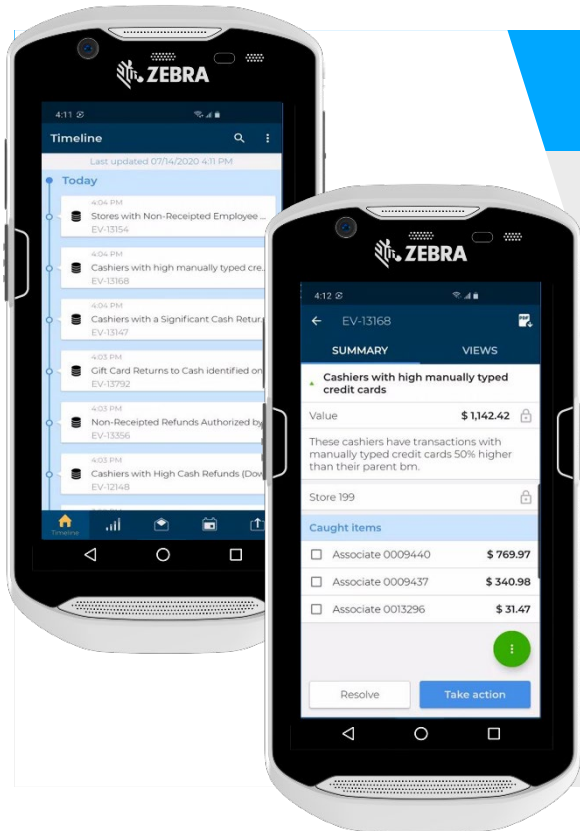 ZEBRA
4:11
Timeline
Last updated 07/14/2020 4:11 PM
Today
4:04 PM
Stores with Non-Receipted Employee ...
EV-13154
4:04 PM
Cashiers with high manually typed cre...
EV-13168
4:04 PM
Cashiers with a Significant Cash Retur...
EV-13147
4:03 PM
Gift Card Returns to Cash identified on
EV-13792
4:03 PM
Non-Receipted Refunds Authorized by
EV-13356
4:03 PM
Cashiers with High Cash Refunds (Dow
EV-12148
Timeline
ZEBRA
4:12
EV-13168
PDF
SUMMARY VIEWS
Cashiers with high manually typed
credit cards
Value $ 1,142.42
These cashiers have transactions with
manually typed credit cards 50% higher
than their parent bm.
Store 199
Caught items
Associate 0009440 $ 769.97
Associate 0009437 $ 340.98
Associate 0013296 $ 31.47
Resolve Take action